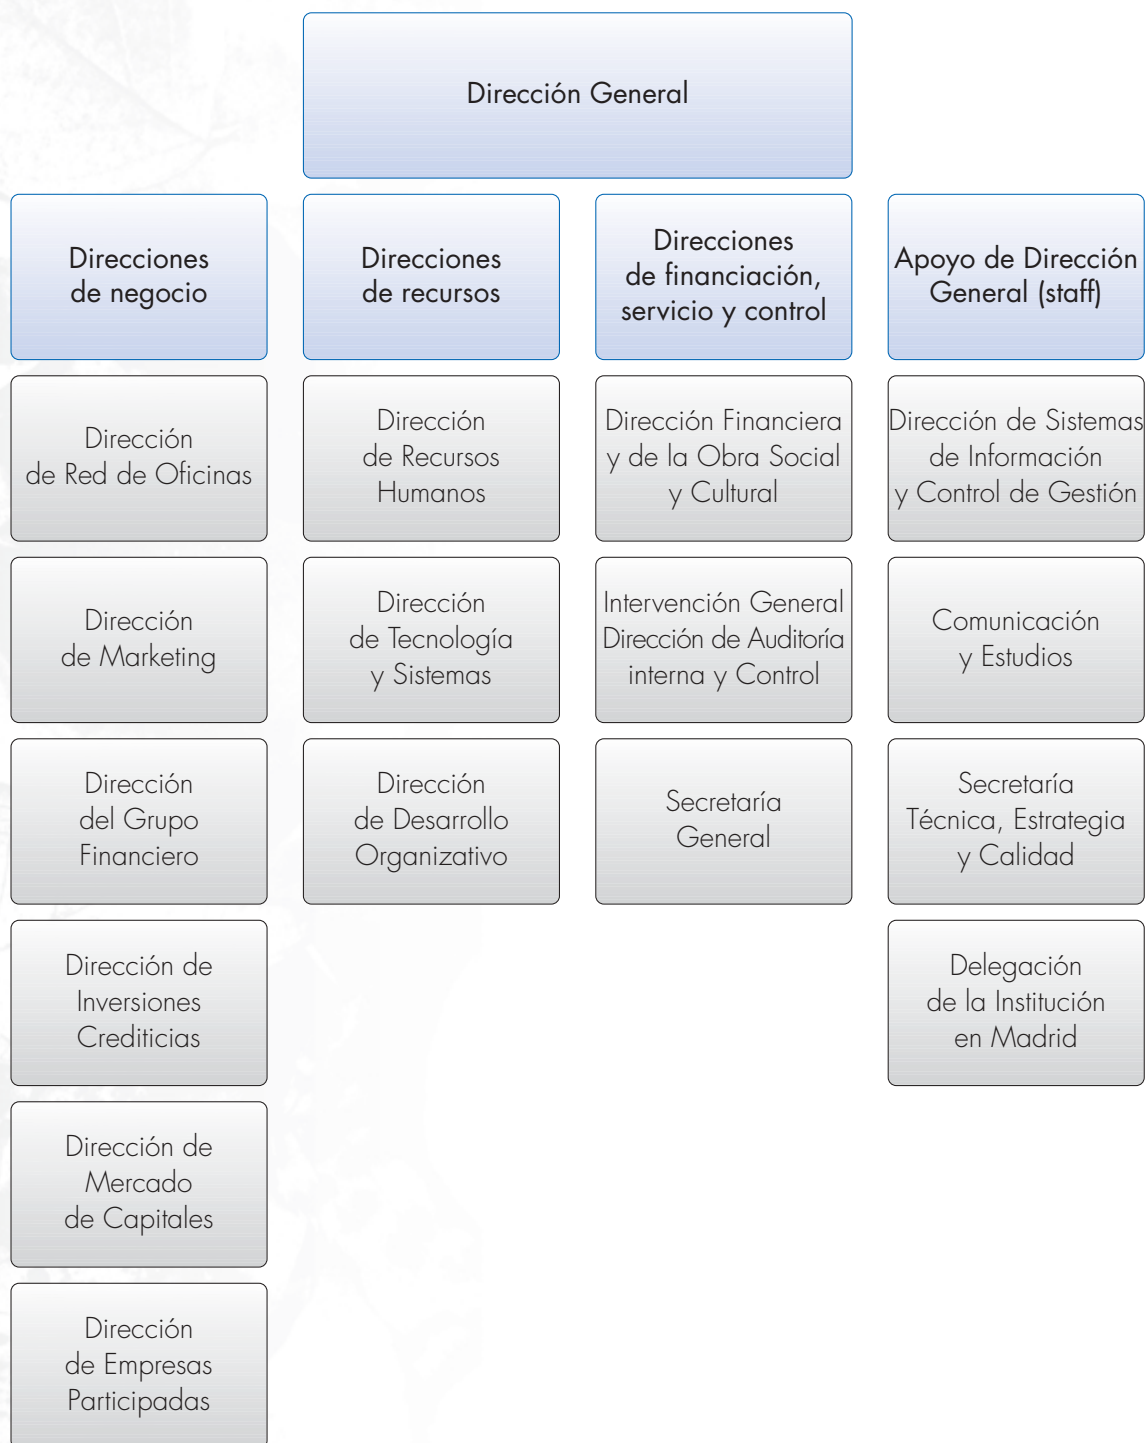 Dirección General
Direcciones
de negocio
Direcciones
de recursos
Direcciones
de financiación,
servicio y control
Apoyo de Dirección
General (staff)
Dirección
de Red de Oficinas
Dirección
de Recursos
Humanos
Dirección Financiera
y de la Obra Social
y Cultural
Dirección de Sistemas
de Información
y Control de Gestión
Dirección
de Marketing
Dirección
de Tecnología
y Sistemas
Intervención General
Dirección de Auditoría
interna y Control
Comunicación
y Estudios
Dirección
del Grupo
Financiero
Dirección
de Desarrollo
Organizativo
Secretaría
General
Secretaría
Técnica, Estrategia
y Calidad
Dirección de
Inversiones
Crediticias
Delegación
de la Institución
en Madrid
Dirección de
Mercado
de Capitales
Dirección
de Empresas
Participadas